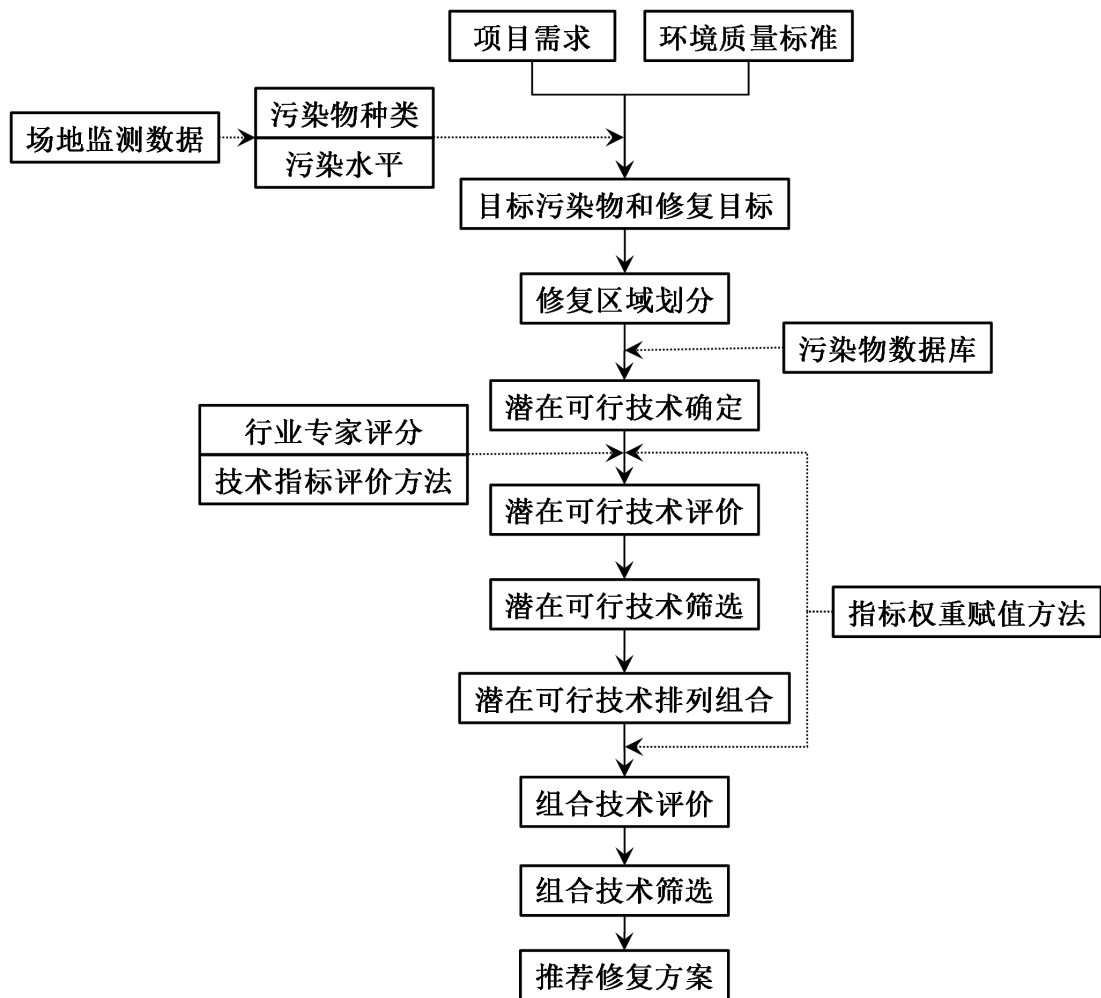 项目需求
环境质量标准
污染物种类
场地监测数据
污染水平
目标污染物和修复目标
修复区域划分
污染物数据库
潜在可行技术确定
行业专家评分
技术指标评价方法
潜在可行技术评价
潜在可行技术筛选
指标权重赋值方法
潜在可行技术排列组合
组合技术评价
组合技术筛选
推荐修复方案